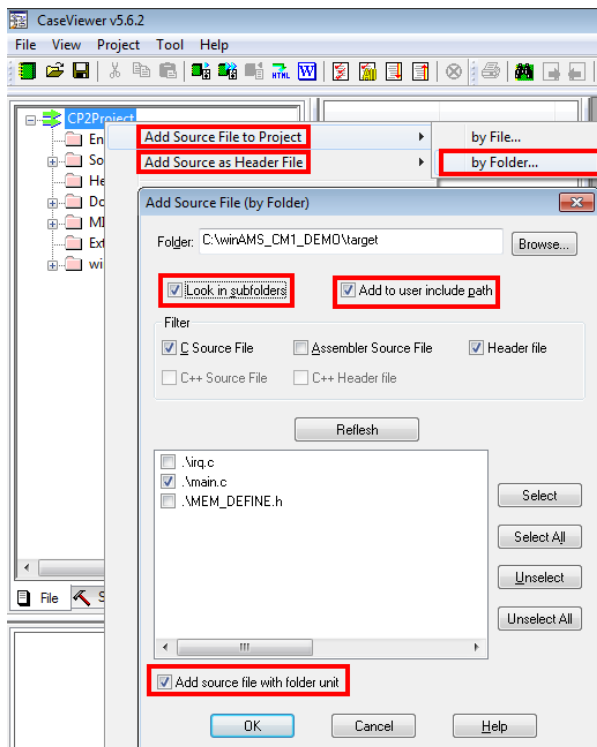 CaseViewer v5.6.2
File View Project Tool Help
HTML W
CP2Project
En
So
He
Do
MI
Ext
wi
Add Source File to Project
Add Source as Header File
by File...
by Folder...
Add Source File (by Folder)
Folder: C:\winAMS_CM1_DEMO\target
Browse...
Look in subfolders
Add to user include path
Filter
C Source File
Assembler Source File
Header file
C++ Source File
C++ Header file
Reflesh
.\irq.c
.\main.c
.\MEM_DEFINE.h
Select
Select All
Unselect
Unselect All
File S
Add source file with folder unit
OK
Cancel
Help